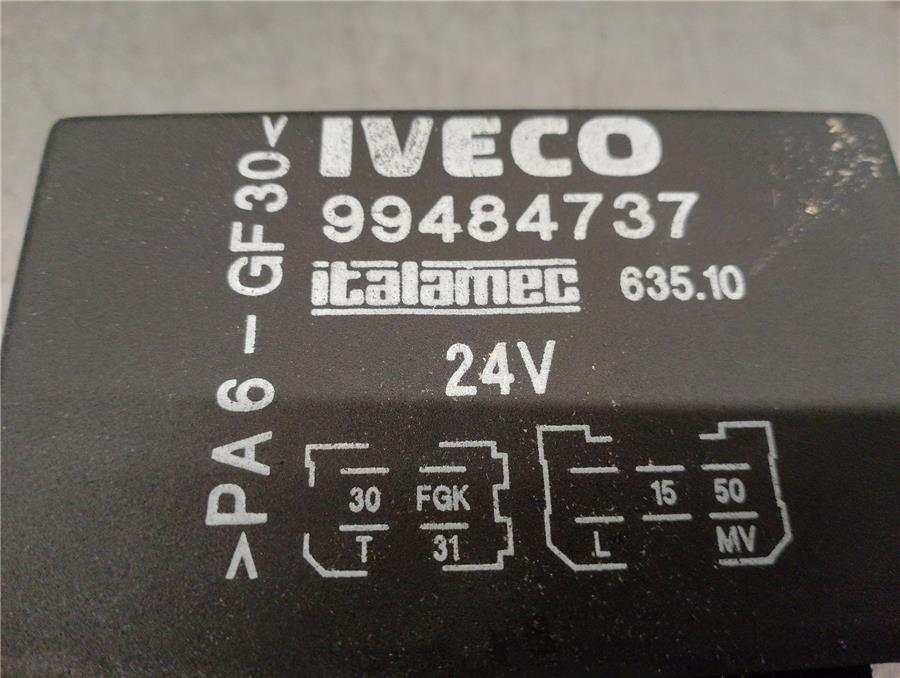 IVECO
99484737
italamec 635.10
24V
>PA6-GF30<
30 FGK
T 31
15 50
L MV